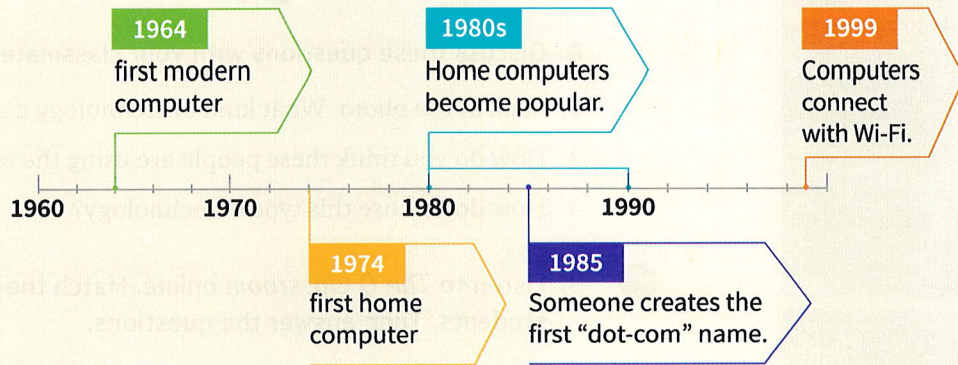 1964
first modern
computer
1980s
Home computers
become popular.
1999
Computers
connect
with Wi-Fi.
1960
1970
1980
1990
1974
first home
computer
1985
Someone creates the
first “dot-com” name.